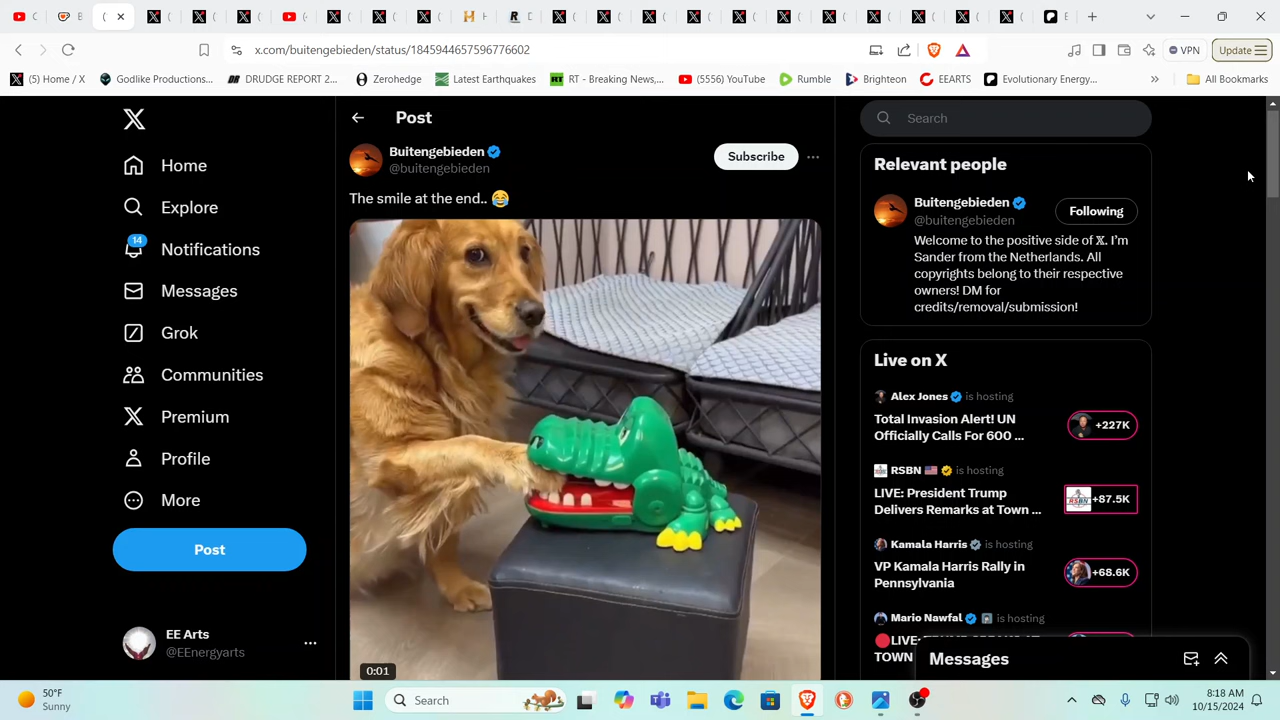 x.com/buitengebieden/status/1845944657596776602
VPN
Update
(5) Home / X
Godlike Productions...
DRUDGE REPORT 2...
Zerohedge
Latest Earthquakes
RT - Breaking News,...
(5556) YouTube
Rumble
Brighteon
EEARTS
Evolutionary Energy...
All Bookmarks
Home
Explore
14
Notifications
Messages
Grok
Communities
Premium
Profile
More
Post
EE Arts
@EEnergyarts
Post
Buitengebieden
@buitengebieden
Subscribe
The smile at the end.. 😂
0:01
Search
Relevant people
Buitengebieden
@buitengebieden
Following
Welcome to the positive side of 𝕏. I'm
Sander from the Netherlands. All
copyrights belong to their respective
owners! DM for
credits/removal/submission!
Live on X
Alex Jones is hosting
Total Invasion Alert! UN
Officially Calls For 600 ...
+227K
RSBN 🇺🇸 is hosting
LIVE: President Trump
Delivers Remarks at Town ...
+87.5K
Kamala Harris is hosting
VP Kamala Harris Rally in
Pennsylvania
+68.6K
Mario Nawfal is hosting
TOWN
Messages
50°F
Sunny
Search
8:18 AM
10/15/2024